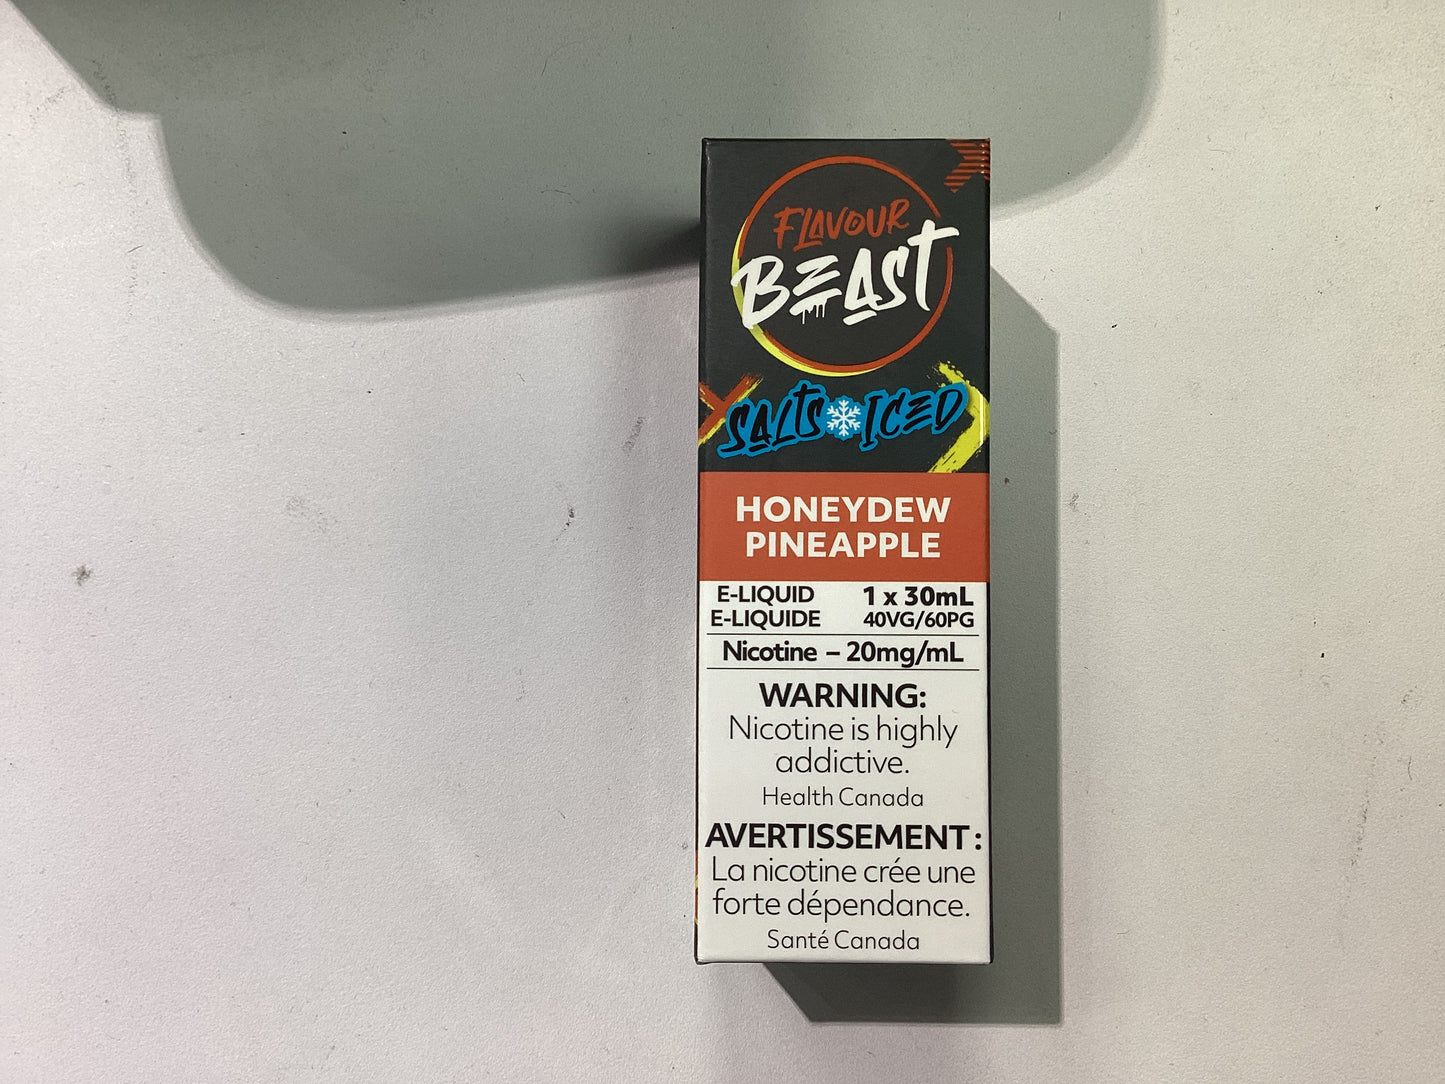 FLAVOUR
BEAST
SALTS ICED
HONEYDEW
PINEAPPLE
E-LIQUID 1 x 30mL
E-LIQUIDE 40VG/60PG
Nicotine – 20mg/mL
WARNING:
Nicotine is highly
addictive.
Health Canada
AVERTISSEMENT :
La nicotine crée une
forte dépendance.
Santé Canada